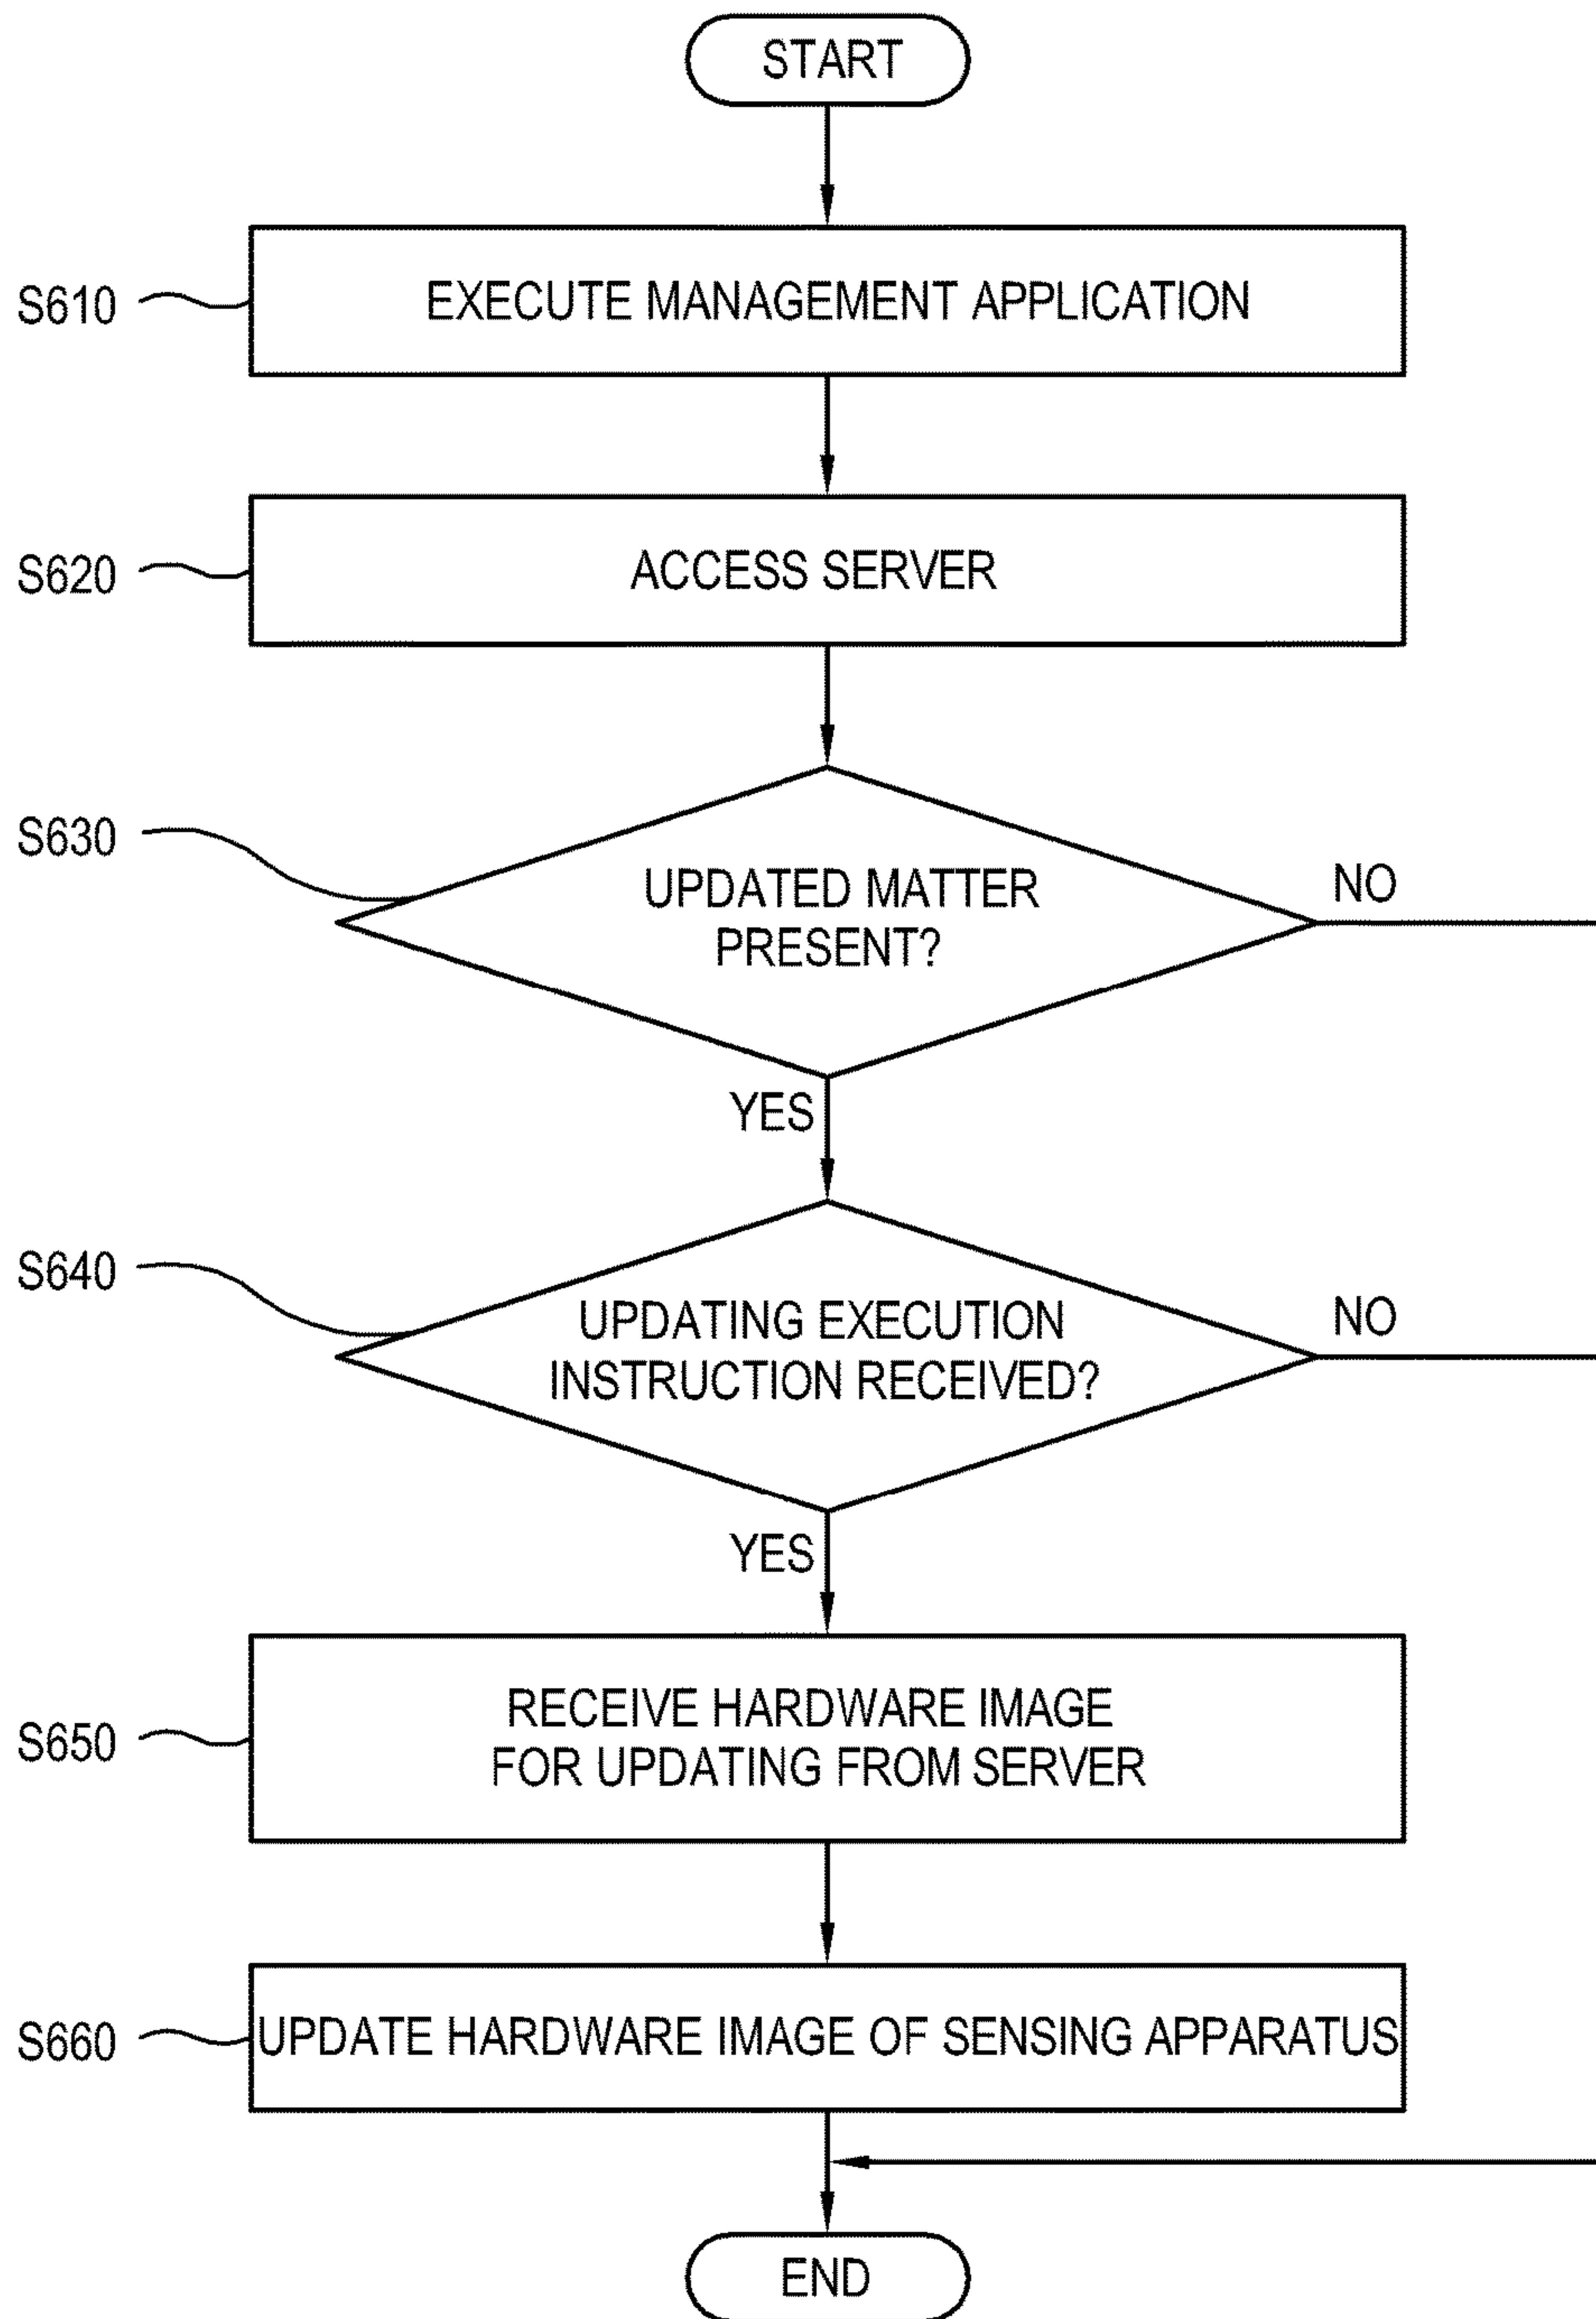 START
S610
EXECUTE MANAGEMENT APPLICATION
S620
ACCESS SERVER
S630
UPDATED MATTER
PRESENT?
NO
YES
S640
UPDATING EXECUTION
INSTRUCTION RECEIVED?
NO
YES
S650
RECEIVE HARDWARE IMAGE
FOR UPDATING FROM SERVER
S660
UPDATE HARDWARE IMAGE OF SENSING APPARATUS
END